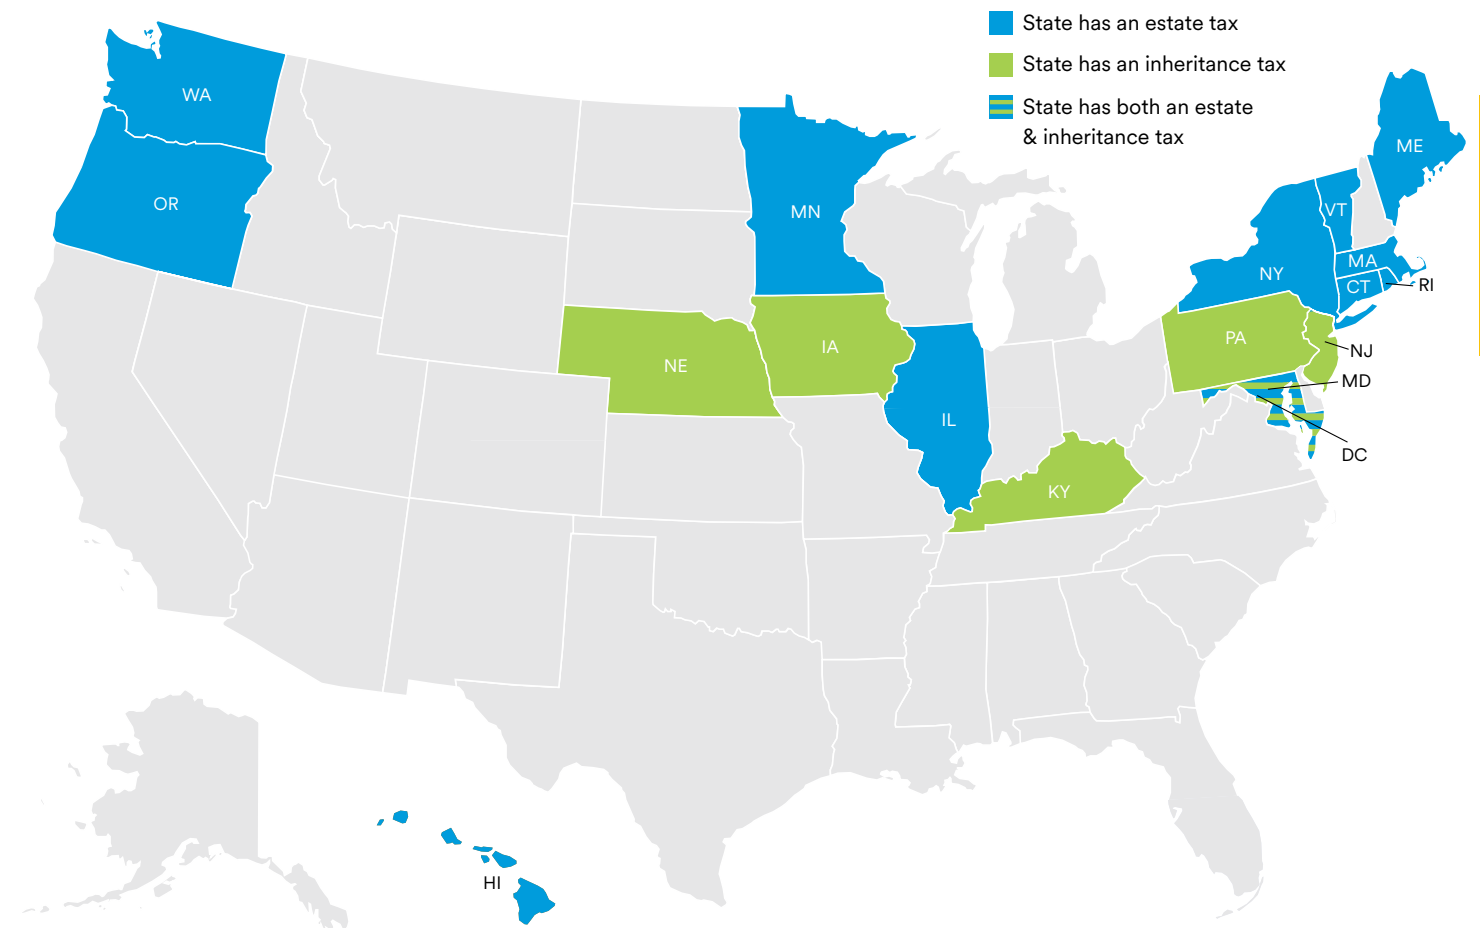 State has an estate tax
State has an inheritance tax
State has both an estate
& inheritance tax
WA
OR
MN
ME
VT
NY
MA
CT
RI
PA
NJ
MD
DC
NE
IA
IL
KY
HI